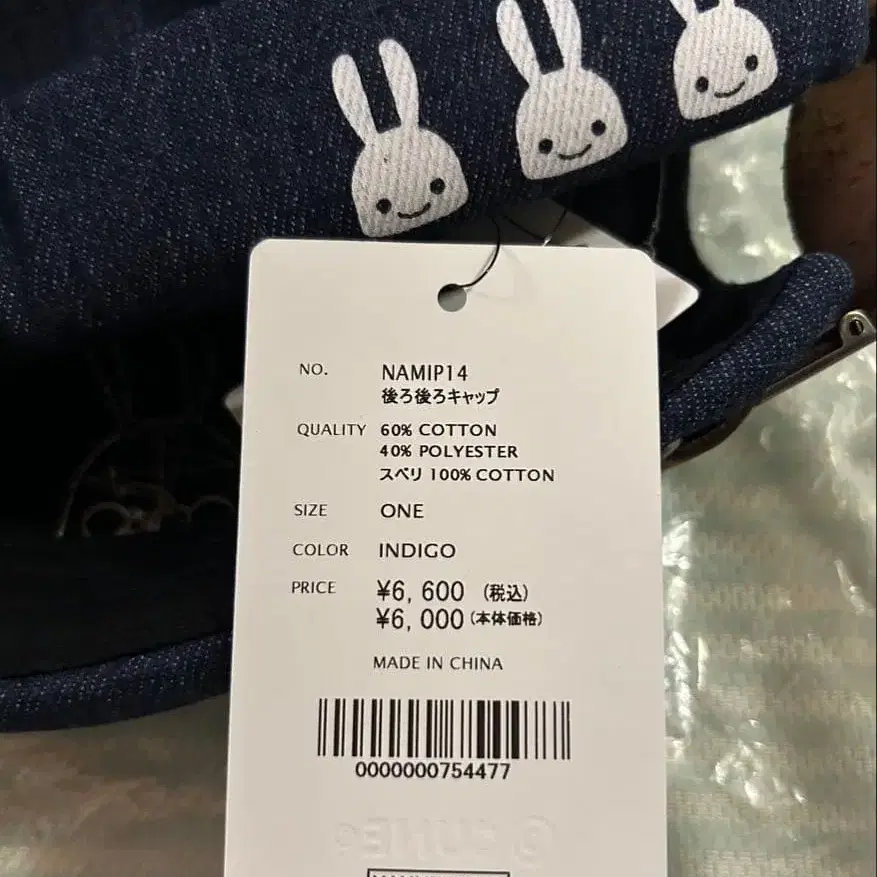 NO. NAMIP14
後ろ後ろキャップ
QUALITY 60% COTTON
40% POLYESTER
スベリ 100% COTTON
SIZE ONE
COLOR INDIGO
PRICE ¥6,600 (税込)
¥6,000 (本体価格)
MADE IN CHINA
0000000754477